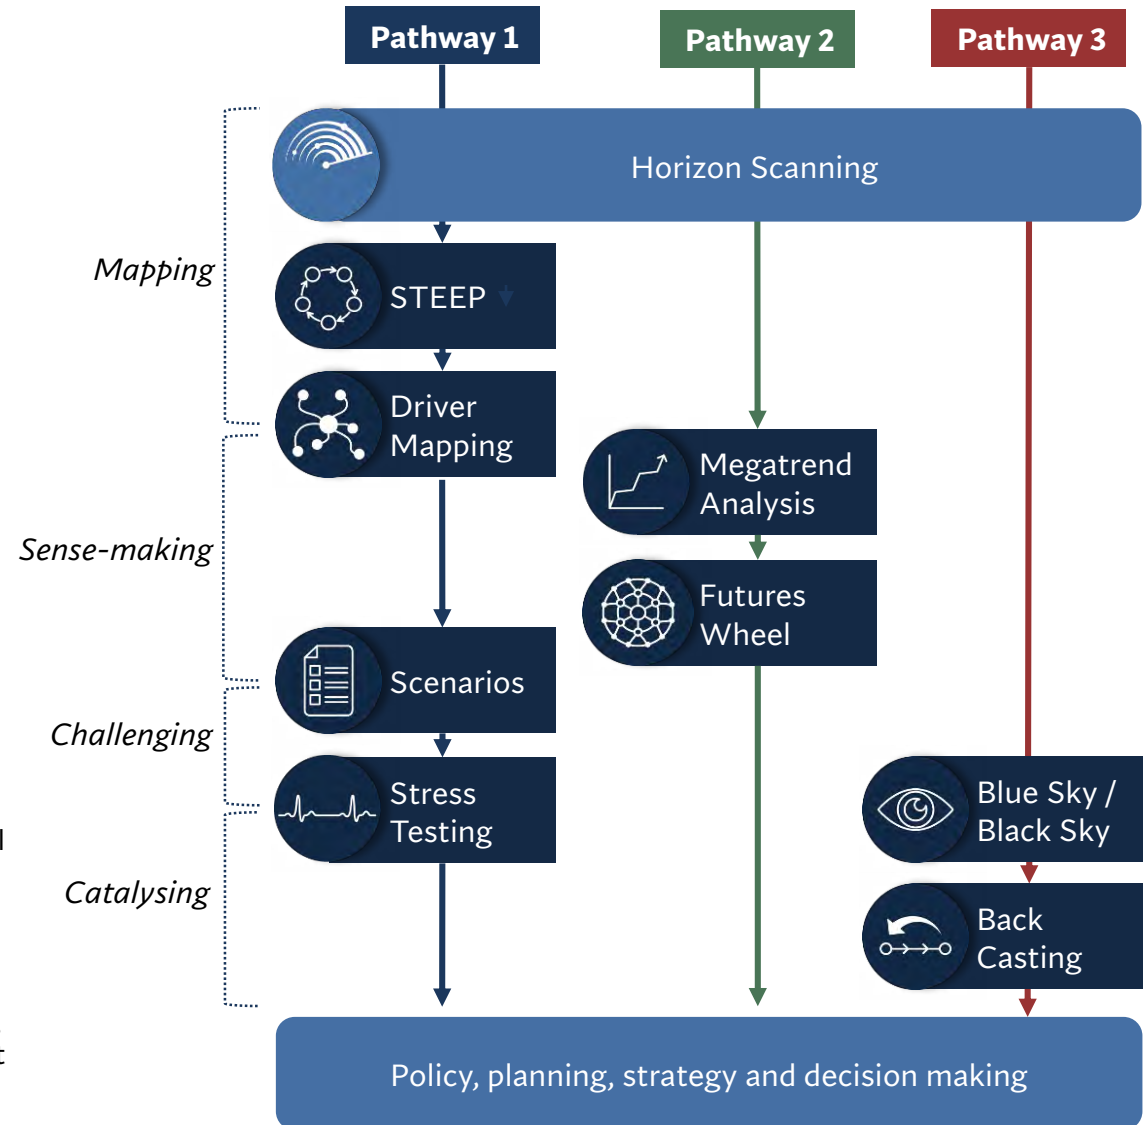 Pathway 1
Pathway 2
Pathway 3
Horizon Scanning
Mapping
STEEP
Driver
Mapping
Megatrend
Analysis
Sense-making
Futures
Wheel
Scenarios
Challenging
Stress
Testing
Blue Sky /
Black Sky
Catalysing
Back
Casting
Policy, planning, strategy and decision making